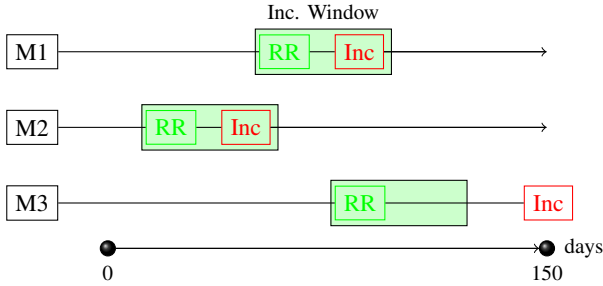 Inc. Window
M1 RR Inc
M2 RR Inc
M3 RR Inc
days
0 150